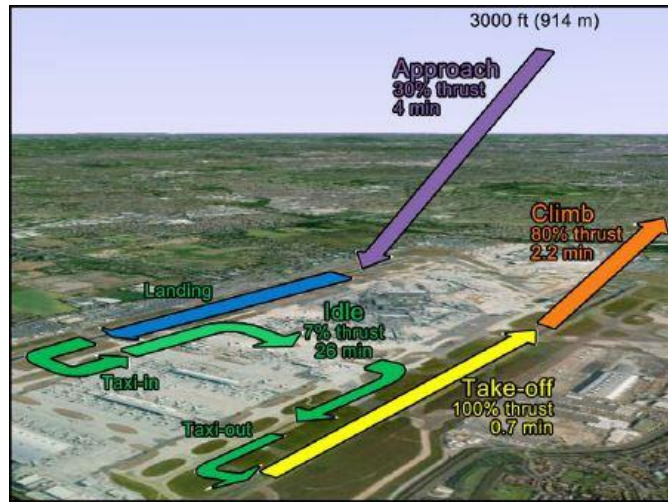 3000 ft (914 m)
Approach
30% thrust
4 min
Climb
80% thrust
2.2 min
Landing
Idle
7% thrust
26 min
Taxi-in
Take-off
100% thrust
0.7 min
Taxi-out